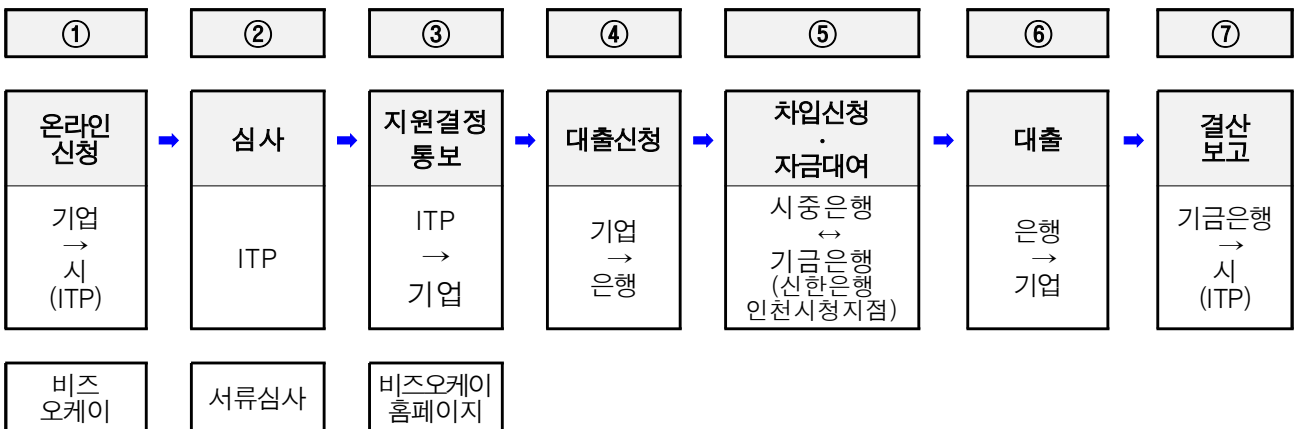 ①
②
③
④
⑤
⑥
⑦
온라인
신청
➡
심사
➡
지원결정
통보
➡
대출신청
➡
차입신청
·
자금대여
➡
대출
➡
결산
보고
기업
→
시
(ITP)
ITP
ITP
→
기업
기업
→
은행
시중은행
↔
기금은행
(신한은행
인천시청지점)
은행
→
기업
기금은행
→
시
(ITP)
비즈
오케이
서류심사
비즈오케이
홈페이지